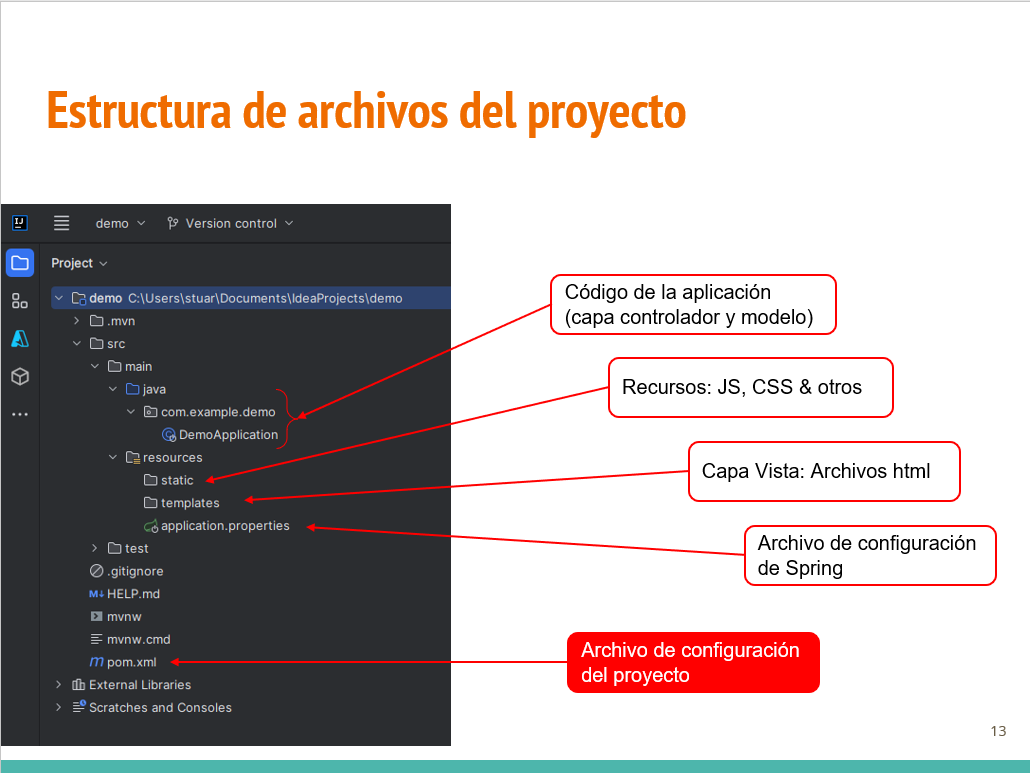 Estructura de archivos del proyecto
IJ
demo
Version control
Project
demo C:\Users\stuar\Documents\IdeaProjects\demo
.mvn
src
main
java
com.example.demo
DemoApplication
resources
static
templates
application.properties
test
.gitignore
M↓ HELP.md
mvnw
mvnw.cmd
m pom.xml
External Libraries
Scratches and Consoles
Código de la aplicación
(capa controlador y modelo)
Recursos: JS, CSS & otros
Capa Vista: Archivos html
Archivo de configuración
de Spring
Archivo de configuración
del proyecto
13